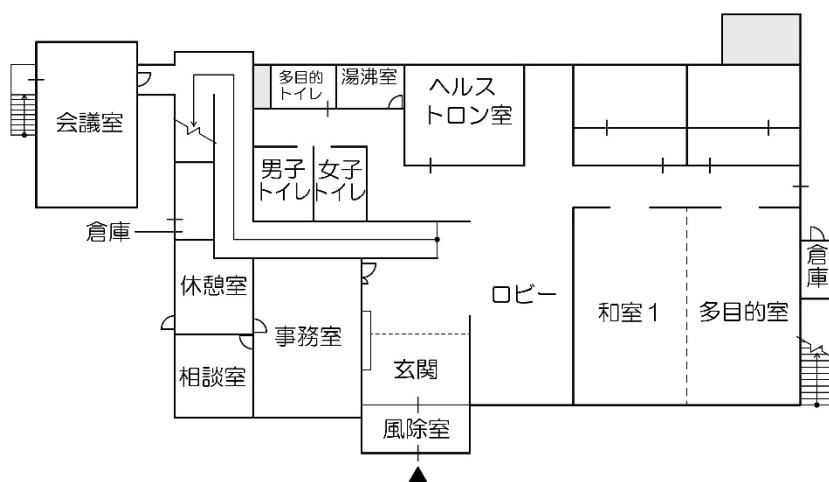 会議室
多目的
トイレ
湯沸室
ヘルス
トロン室
男子
トイレ
女子
トイレ
倉庫
休憩室
相談室
事務室
玄関
風除室
ロビー
和室1
多目的室
倉庫